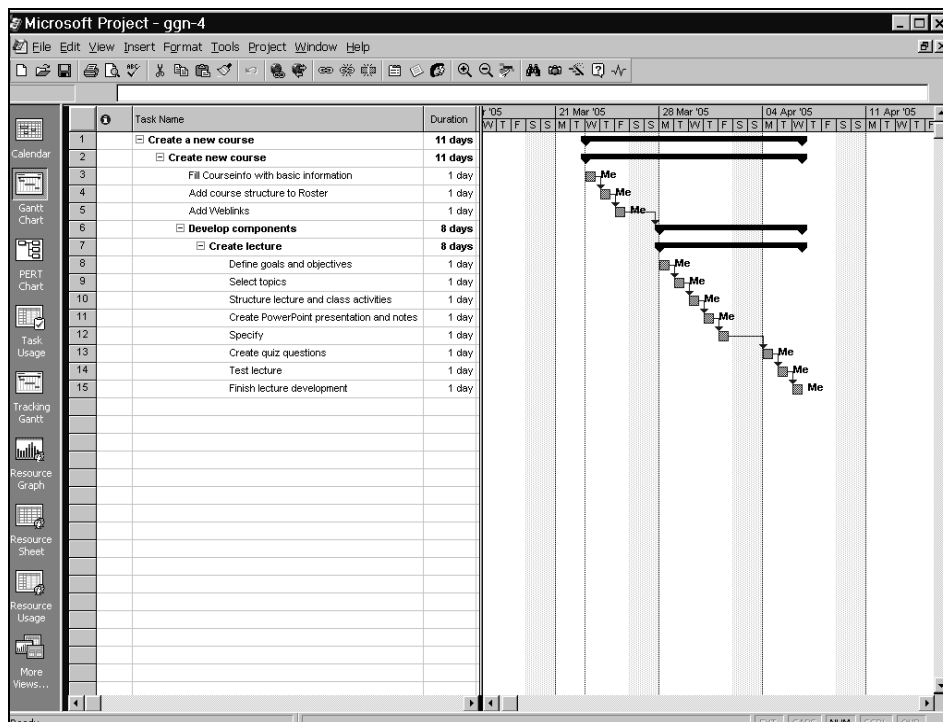 Microsoft Project - ggn-4
File Edit View Insert Format Tools Project Window Help
Task Name Duration
'05 21 Mar '05 28 Mar '05 04 Apr '05 11 Apr '05
W T F S S M T W T F S S M T W T F S S M T W T F S S M T W T F
1 Create a new course 11 days
2 Create new course 11 days
3 Fill Courseinfo with basic information 1 day Me
4 Add course structure to Roster 1 day Me
5 Add Weblinks 1 day Me
6 Develop components 8 days
7 Create lecture 8 days
8 Define goals and objectives 1 day Me
9 Select topics 1 day Me
10 Structure lecture and class activities 1 day Me
11 Create PowerPoint presentation and notes 1 day Me
12 Specify 1 day
13 Create quiz questions 1 day Me
14 Test lecture 1 day Me
15 Finish lecture development 1 day Me
Calendar
Gantt
Chart
PERT
Chart
Task
Usage
Tracking
Gantt
Resource
Graph
Resource
Sheet
Resource
Usage
More
Views...